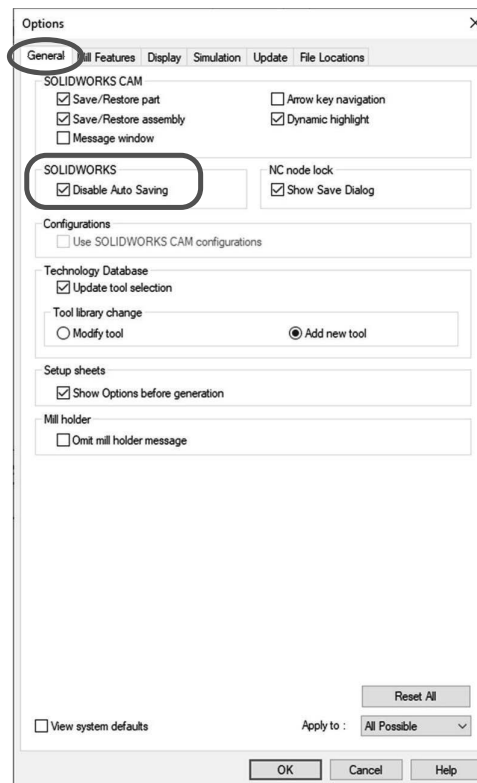 Options
General Mill Features Display Simulation Update File Locations
SOLIDWORKS CAM
Save/Restore part Arrow key navigation
Save/Restore assembly Dynamic highlight
Message window
SOLIDWORKS NC node lock
Disable Auto Saving Show Save Dialog
Configurations
Use SOLIDWORKS CAM configurations
Technology Database
Update tool selection
Tool library change
Modify tool Add new tool
Setup sheets
Show Options before generation
Mill holder
Omit mill holder message
Reset All
View system defaults Apply to : All Possible
OK Cancel Help